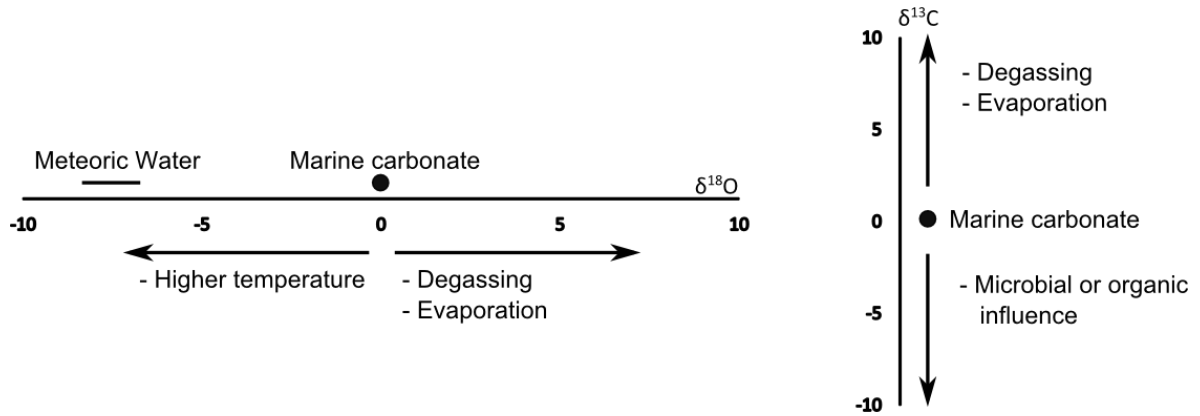 Meteoric Water
Marine carbonate
δ¹⁸O
-10
-5
0
5
10
- Higher temperature
- Degassing
- Evaporation
δ¹³C
10
- Degassing
- Evaporation
5
0
Marine carbonate
- Microbial or organic
influence
-5
-10